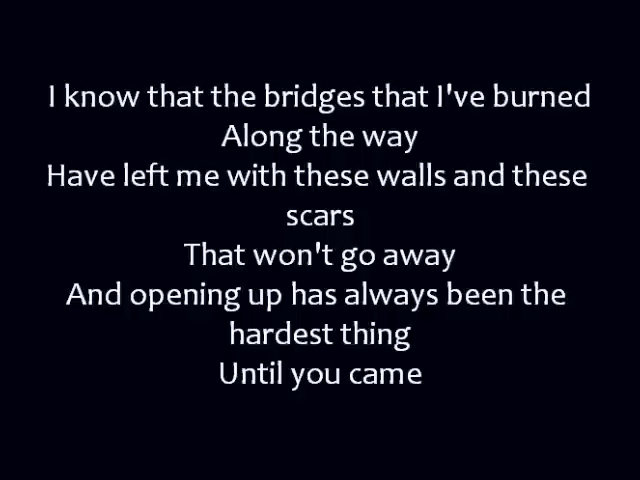 I know that the bridges that I've burned
Along the way
Have left me with these walls and these
scars
That won't go away
And opening up has always been the
hardest thing
Until you came